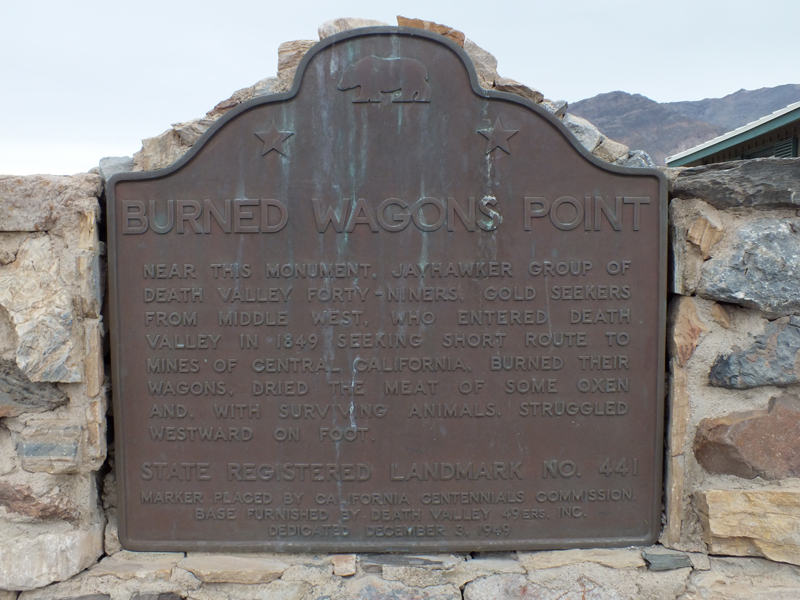 BURNED WAGONS POINT
NEAR THIS MONUMENT, JAYHAWKER GROUP OF
DEATH VALLEY FORTY-NINERS, GOLD SEEKERS
FROM MIDDLE WEST, WHO ENTERED DEATH
VALLEY IN 1849 SEEKING SHORT ROUTE TO
MINES OF CENTRAL CALIFORNIA, BURNED THEIR
WAGONS, DRIED THE MEAT OF SOME OXEN
AND, WITH SURVIVING ANIMALS, STRUGGLED
WESTWARD ON FOOT.
STATE REGISTERED LANDMARK NO. 441
MARKER PLACED BY CALIFORNIA CENTENNIALS COMMISSION.
BASE FURNISHED BY DEATH VALLEY 49ERS, INC.
DEDICATED DECEMBER 3, 1949